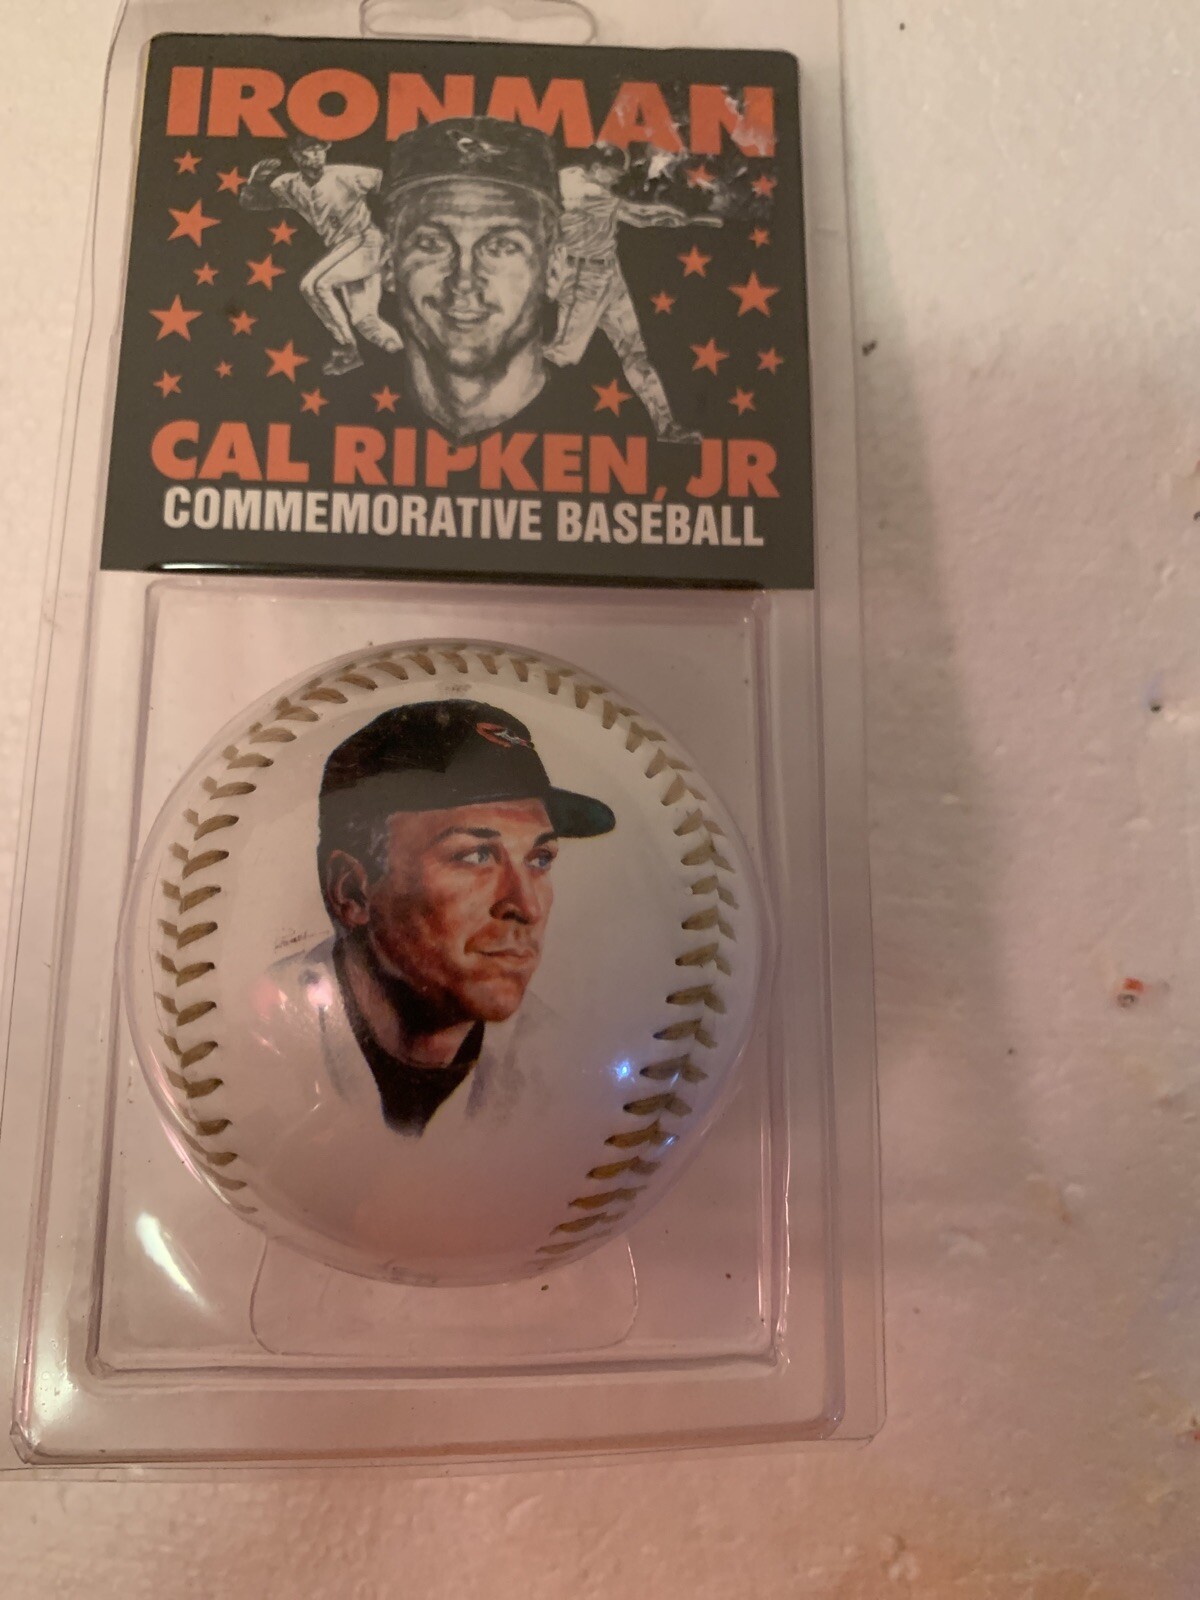 IRONMAN
CAL RIPKEN, JR
COMMEMORATIVE BASEBALL